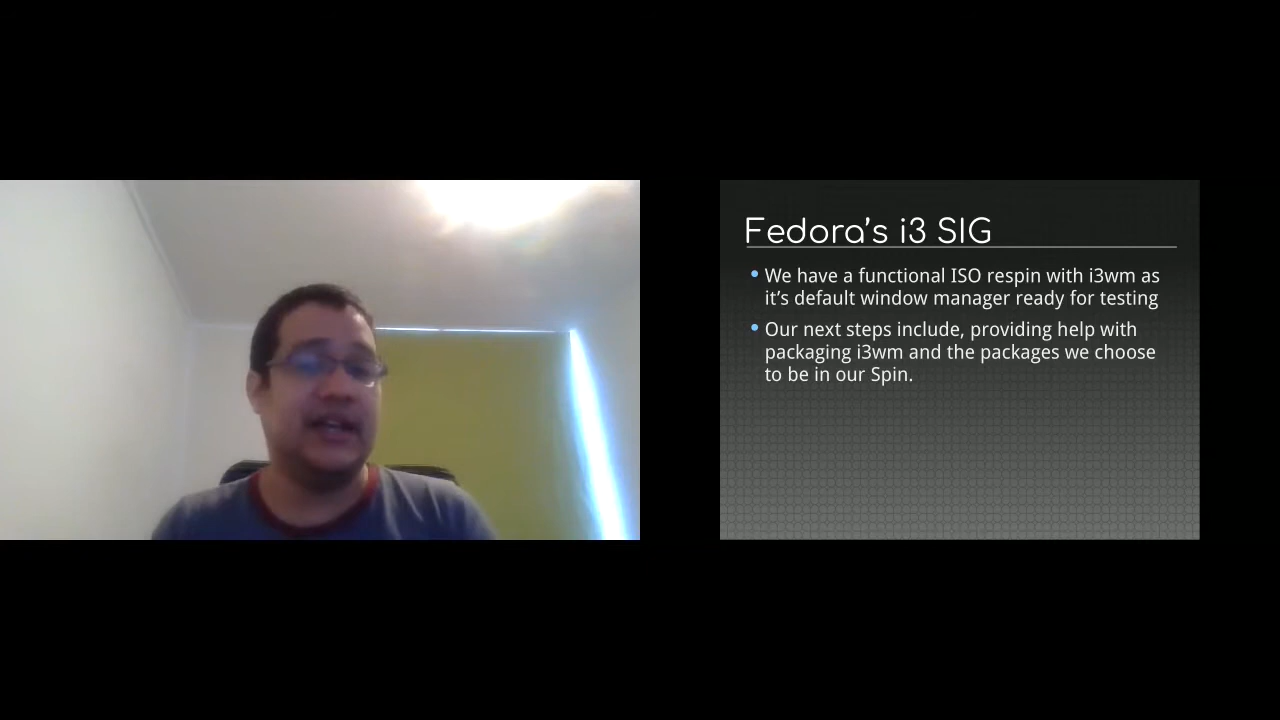 Fedora’s i3 SIG
We have a functional ISO respin with i3wm as
it’s default window manager ready for testing
Our next steps include, providing help with
packaging i3wm and the packages we choose
to be in our Spin.